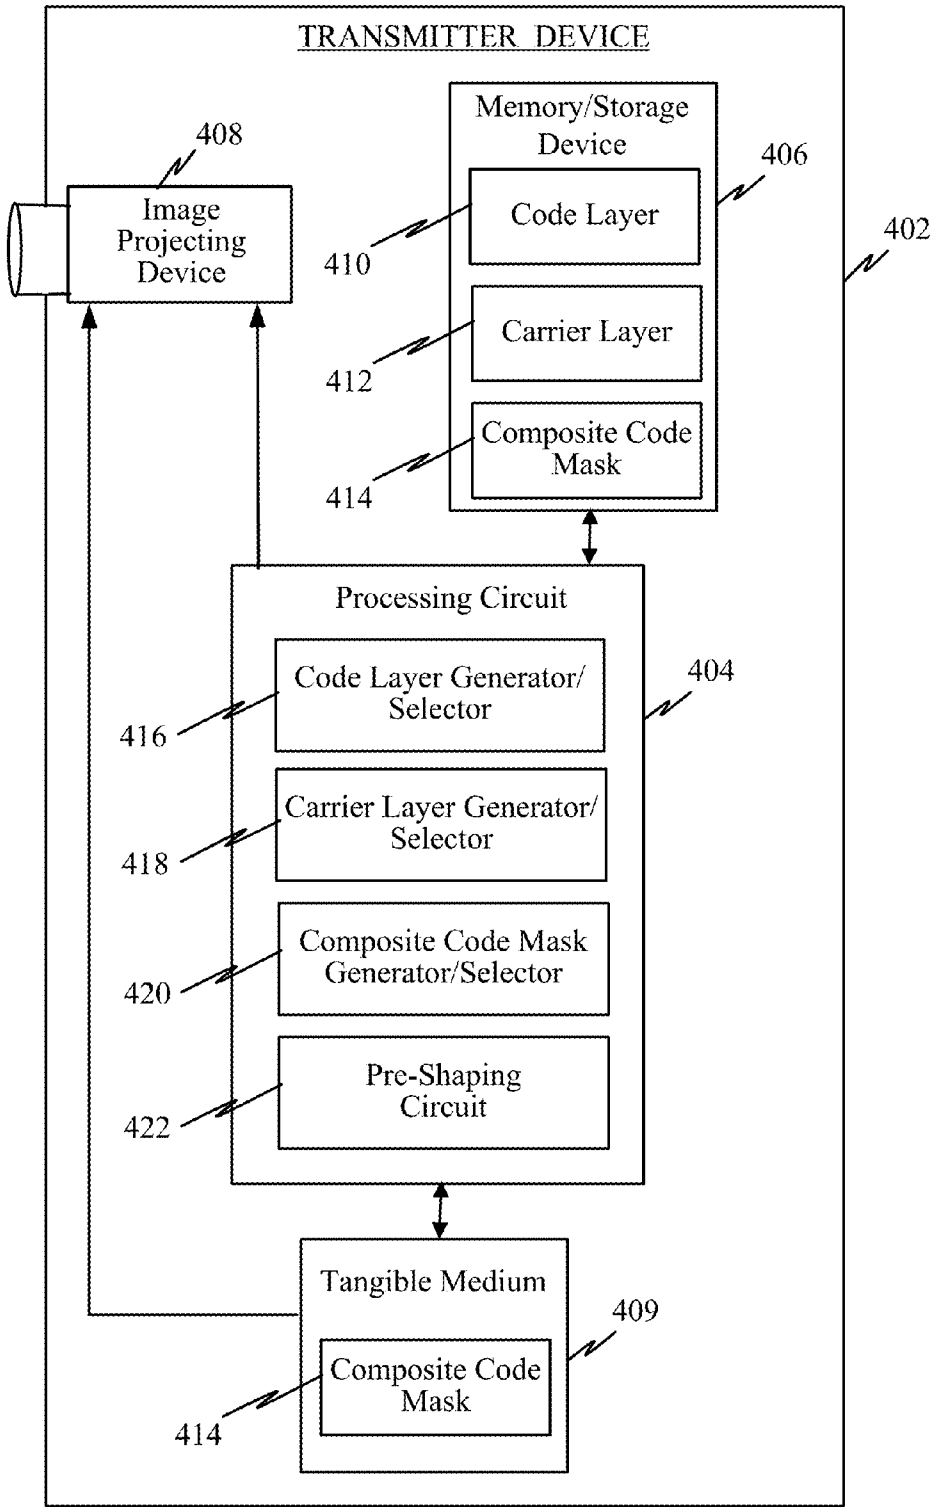 TRANSMITTER DEVICE
Memory/Storage
Device
408
406
Image
Projecting
Device
Code Layer
402
410
Carrier Layer
412
Composite Code
Mask
414
Processing Circuit
Code Layer Generator/
Selector
404
416
Carrier Layer Generator/
Selector
418
Composite Code Mask
Generator/Selector
420
Pre-Shaping
Circuit
422
Tangible Medium
409
Composite Code
Mask
414